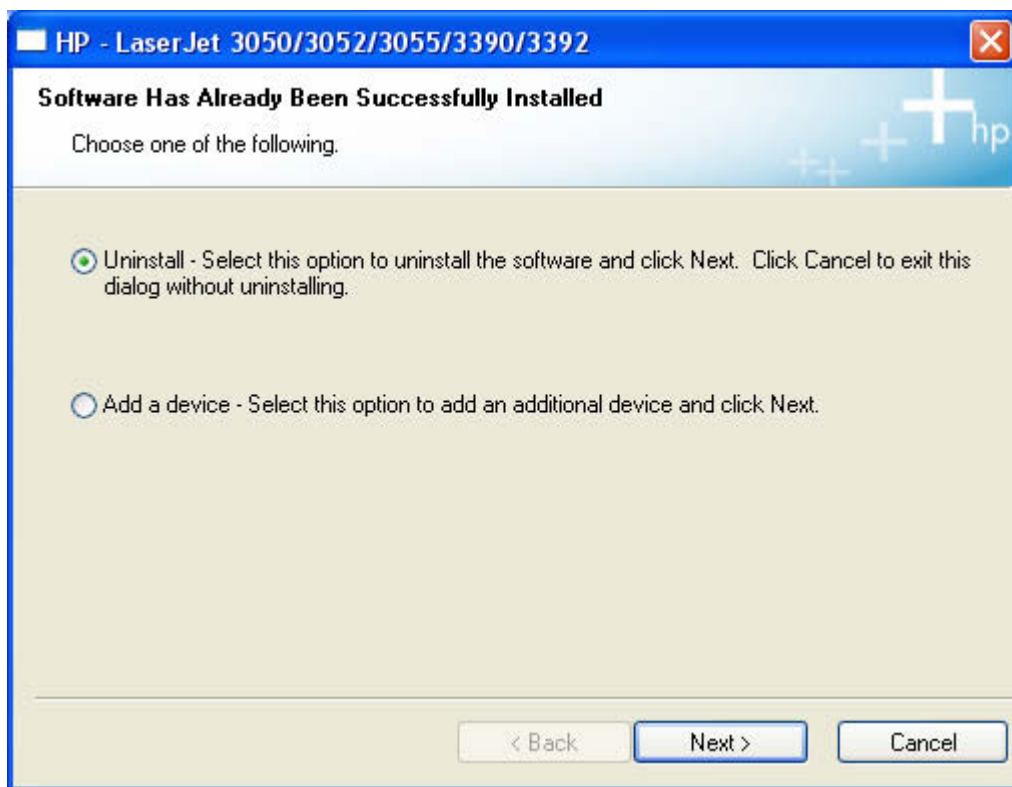 HP - LaserJet 3050/3052/3055/3390/3392
Software Has Already Been Successfully Installed
Choose one of the following.
hp
Uninstall - Select this option to uninstall the software and click Next.  Click Cancel to exit this
dialog without uninstalling.
Add a device - Select this option to add an additional device and click Next.
< Back
Next >
Cancel